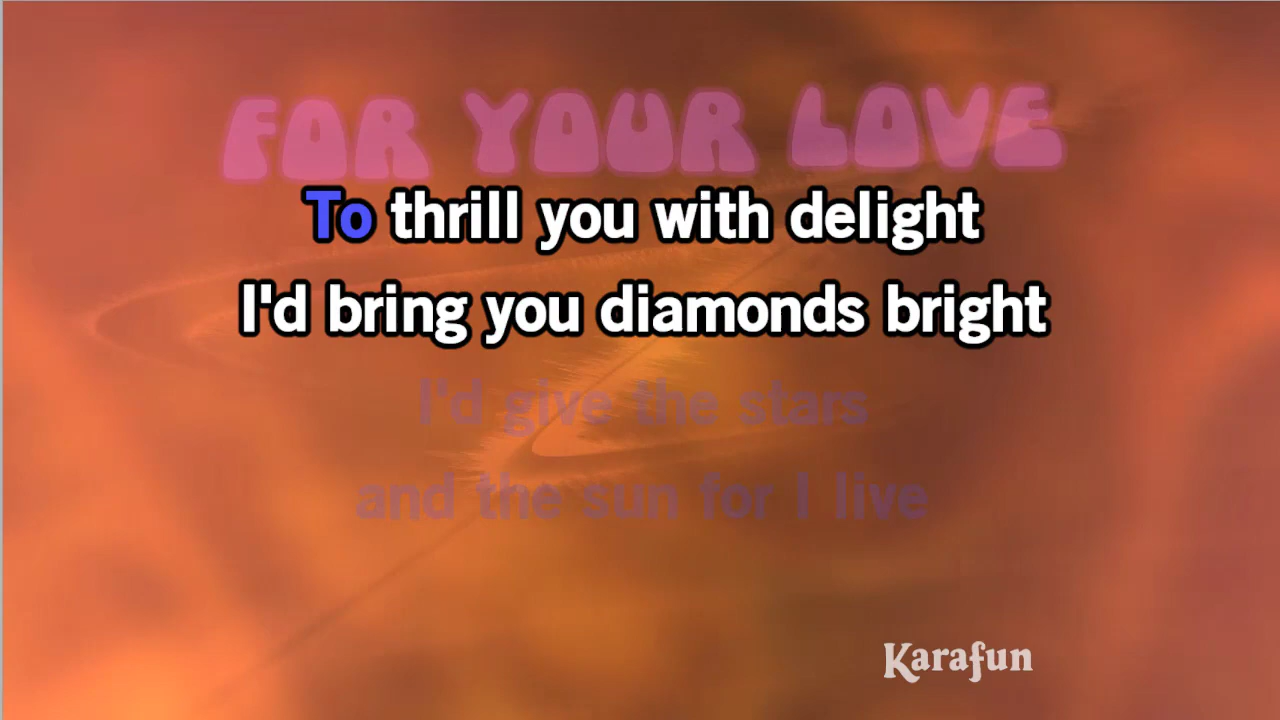 FOR YOUR LOVE
To thrill you with delight
I'd bring you diamonds bright
I'd give the stars
and the sun for I live
Karafun